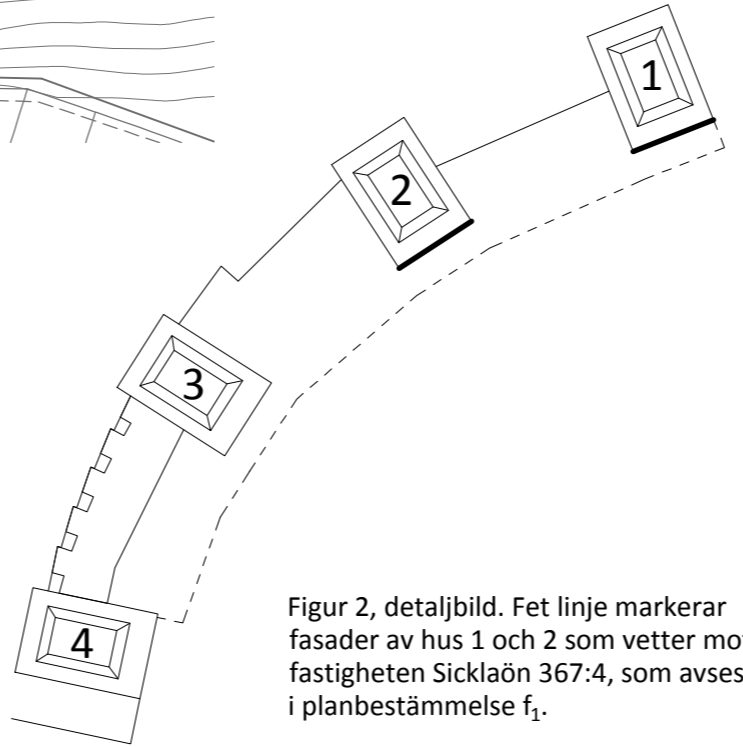 1
2
3
4
Figur 2, detaljbild. Fet linje markerar
fasader av hus 1 och 2 som vetter
fastigheten Sicklaön 367:4, som avses
i planbestämmelse f₁.